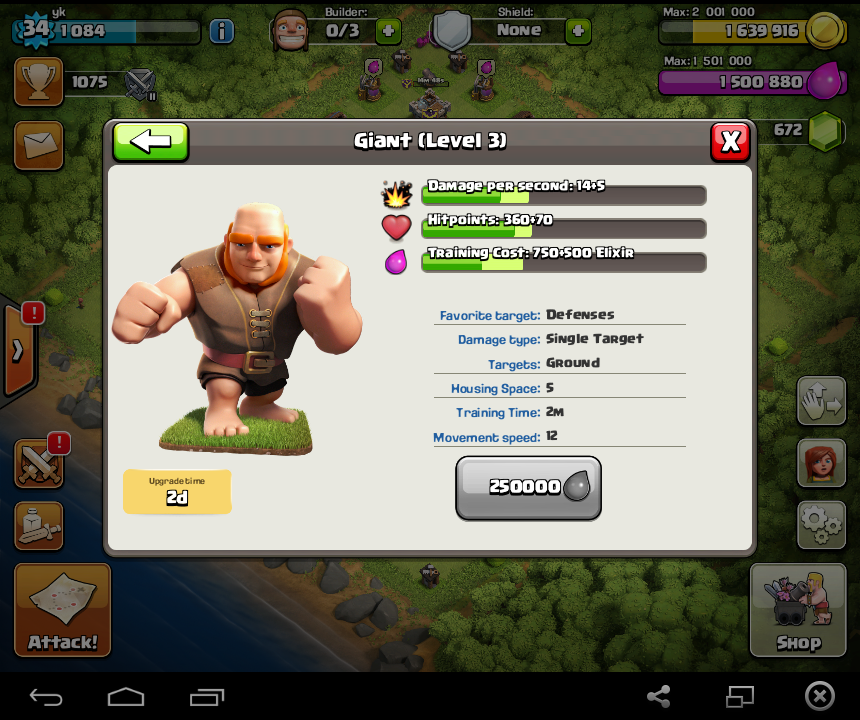 yk
34
1 084
Builder:
0/3
Shield:
None
Max: 2 001 000
1 639 916
Max: 1 501 000
1 500 880
1075
672
Giant (Level 3)
Damage per second: 14+5
Hitpoints: 360+70
Training Cost: 750+500 Elixir
Favorite target: Defenses
Damage type: Single Target
Targets: Ground
Housing Space: 5
Training Time: 2M
Movement speed: 12
Upgrade time
2d
250000
!
!
Attack!
Shop